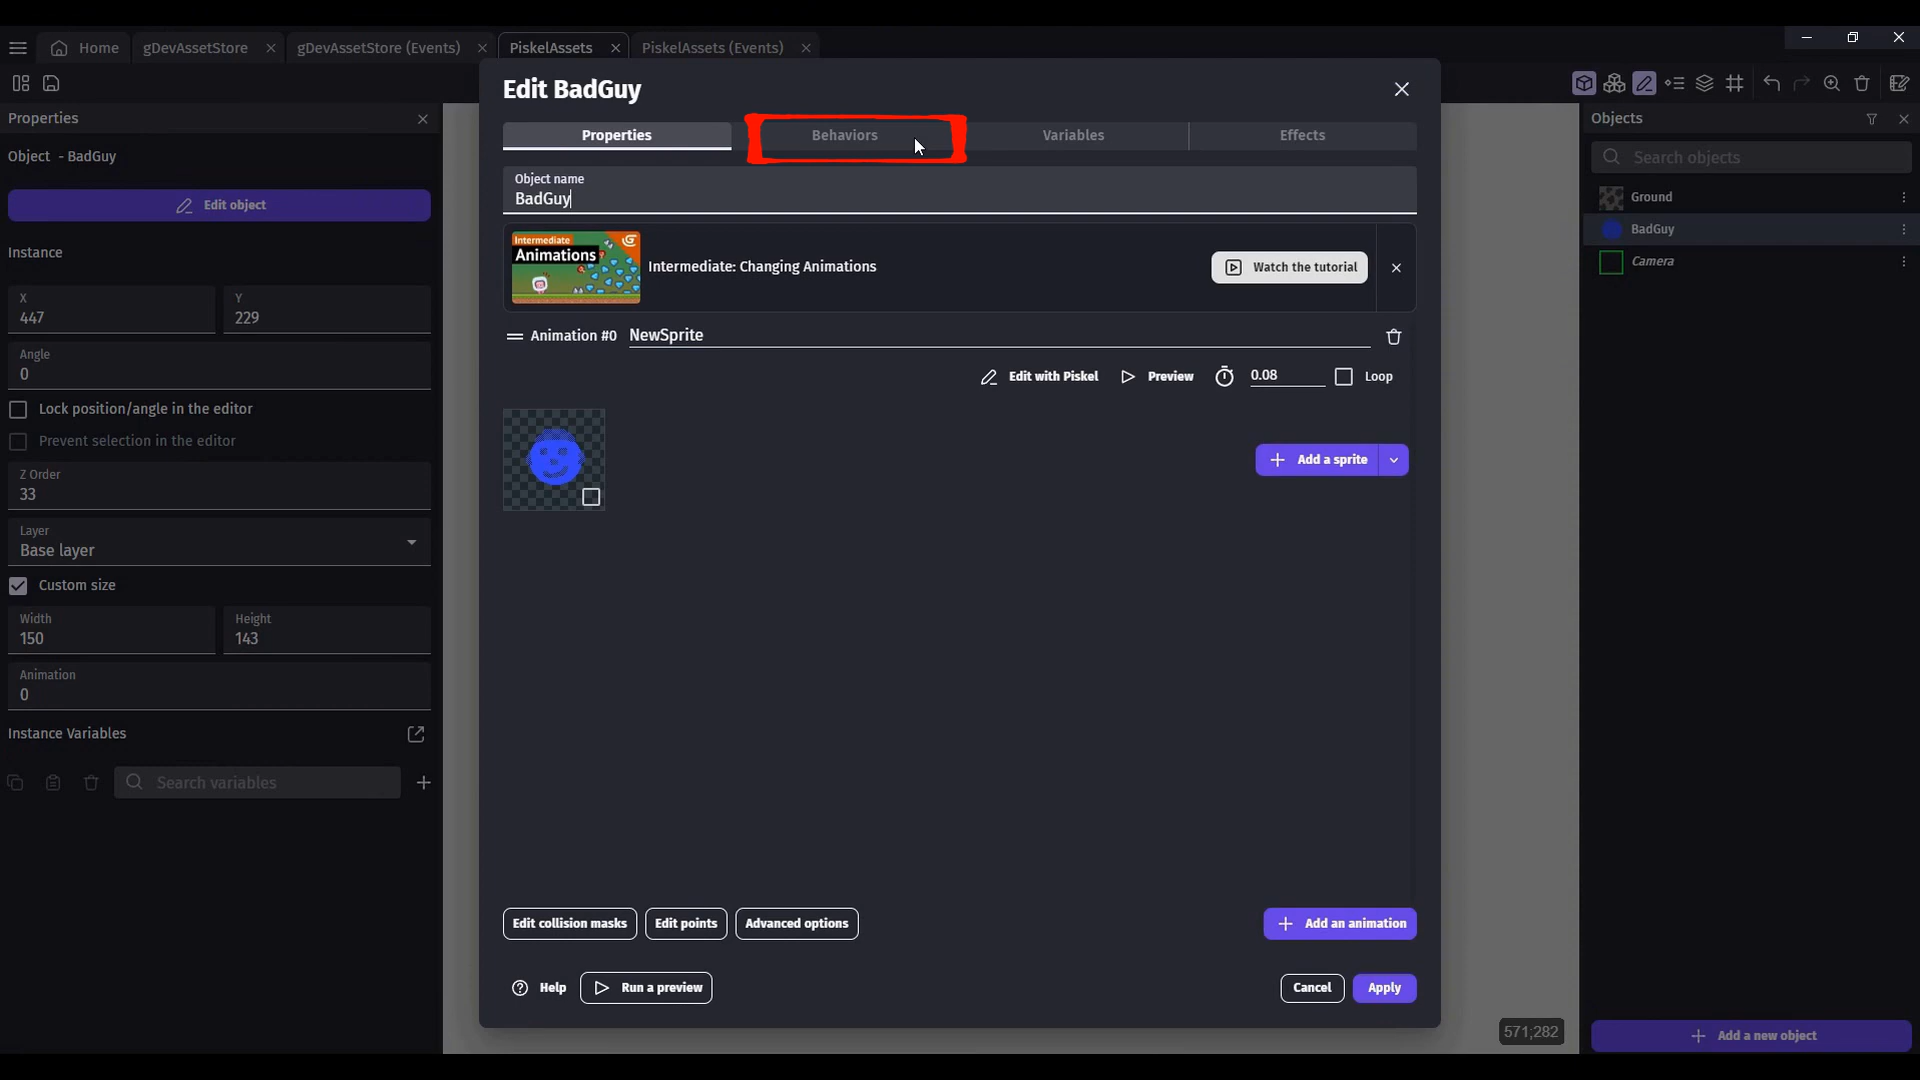 Home
gDevAssetStore
gDevAssetStore (Events)
PiskelAssets
PiskelAssets (Events)
Properties
Object - BadGuy
Edit object
Instance
X
447
Y
229
Angle
0
Lock position/angle in the editor
Prevent selection in the editor
Z Order
33
Layer
Base layer
Custom size
Width
150
Height
143
Animation
0
Instance Variables
Search variables
Edit BadGuy
Properties
Behaviors
Variables
Effects
Object name
BadGuy
Intermediate
Animations
Intermediate: Changing Animations
Watch the tutorial
Animation #0 NewSprite
Edit with Piskel
Preview
0.08
Loop
Add a sprite
Edit collision masks
Edit points
Advanced options
Add an animation
Help
Run a preview
Cancel
Apply
Objects
Search objects
Ground
BadGuy
Camera
571;282
Add a new object